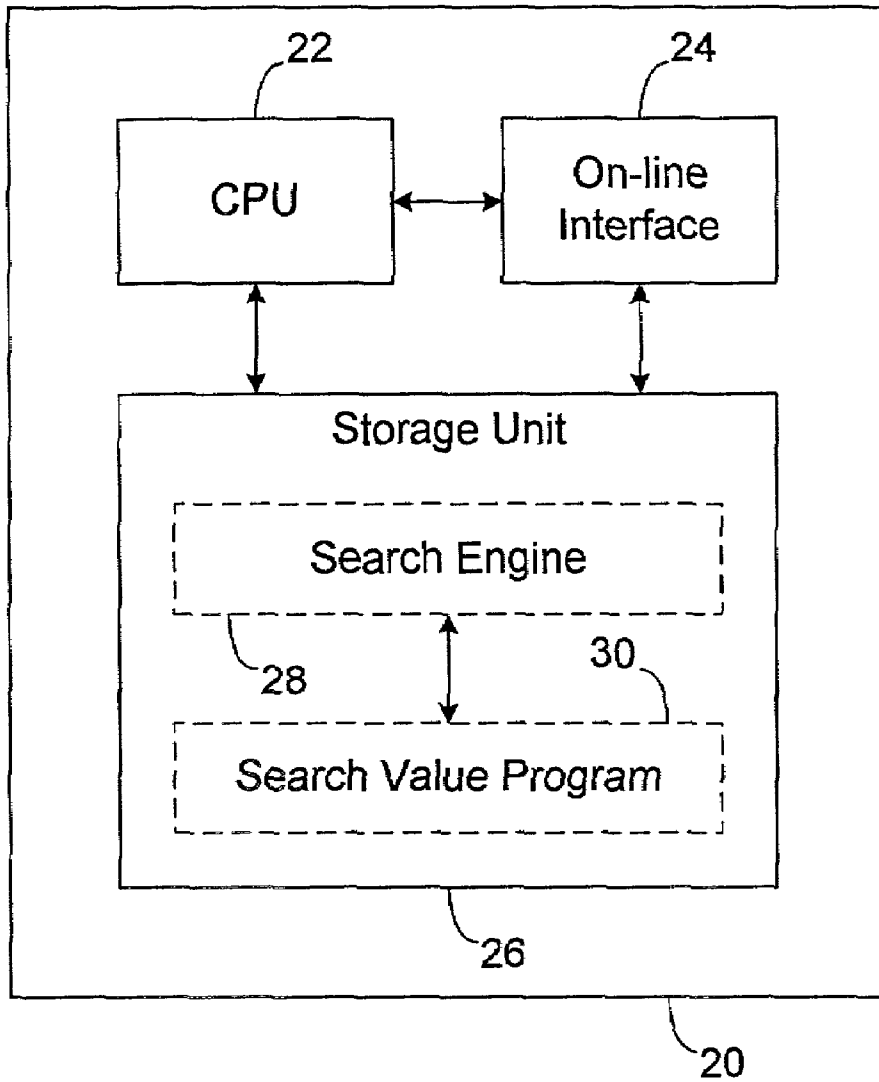 22
24
CPU
On-line
Interface
Storage Unit
Search Engine
28
30
Search Value Program
26
20